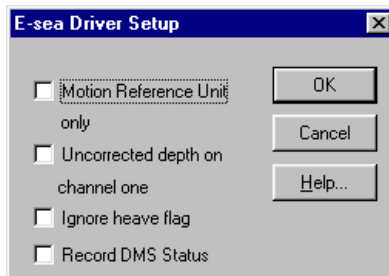 E-sea Driver Setup
Motion Reference Unit
only
Uncorrected depth on
channel one
Ignore heave flag
Record DMS Status
OK
Cancel
Help...